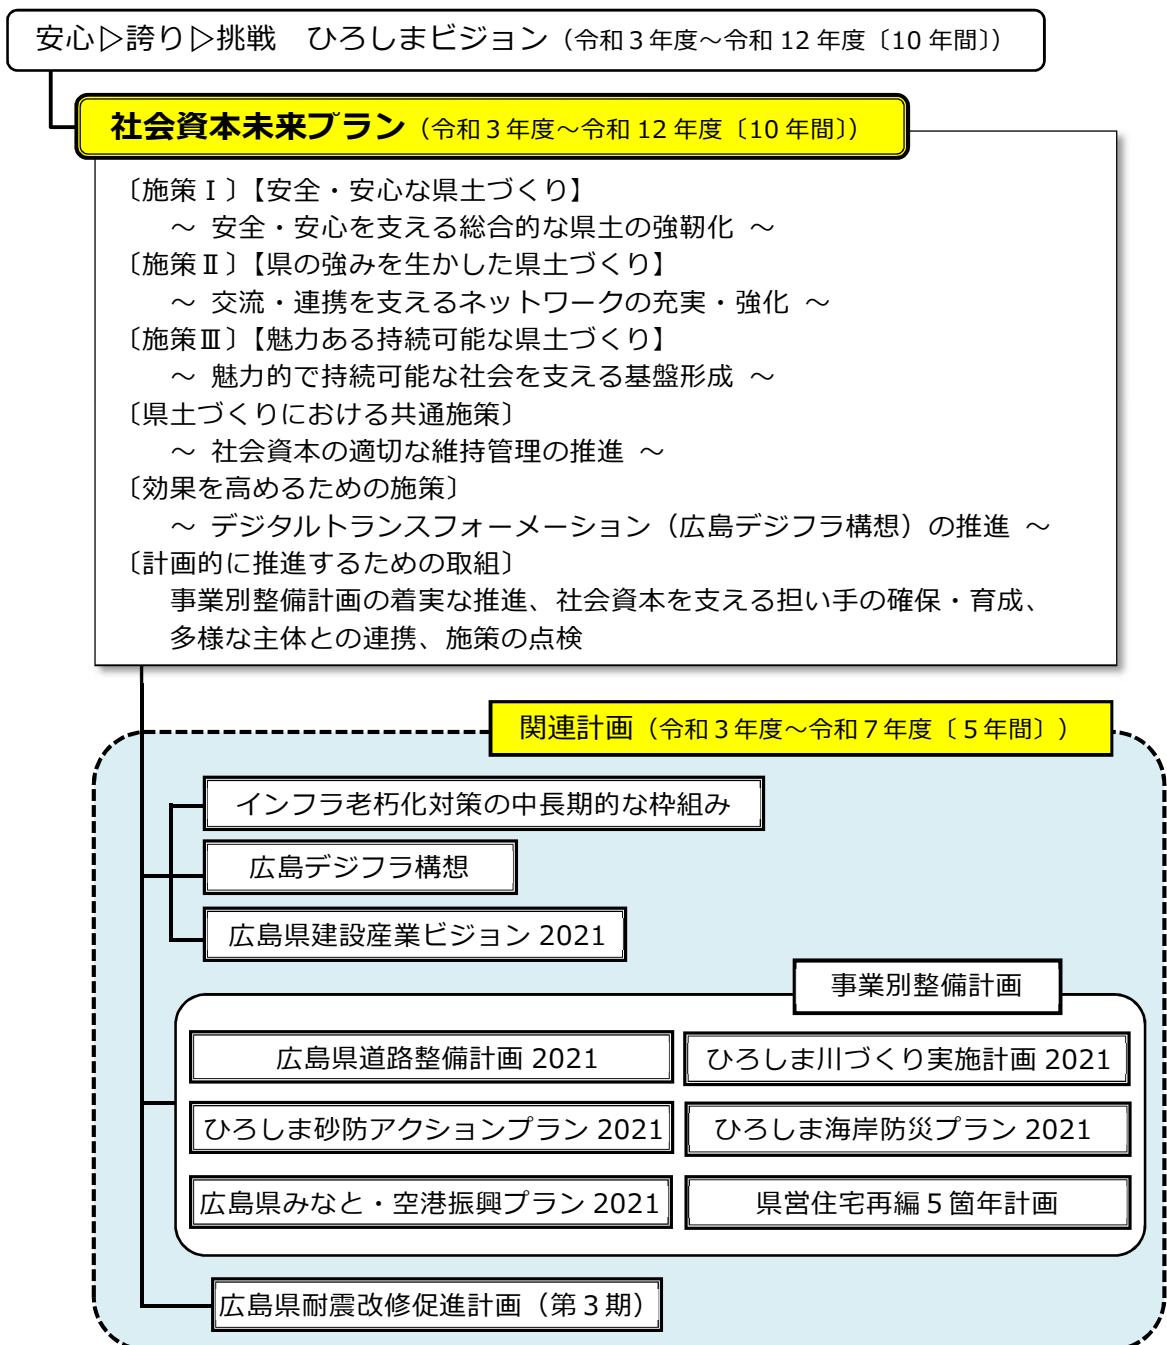 安心▷誇り▷挑戦　ひろしまビジョン（令和３年度～令和 12 年度〔10 年間〕）
社会資本未来プラン（令和３年度～令和 12 年度〔10 年間〕）
〔施策Ⅰ〕【安全・安心な県土づくり】
～ 安全・安心を支える総合的な県土の強靭化 ～
〔施策Ⅱ〕【県の強みを生かした県土づくり】
～ 交流・連携を支えるネットワークの充実・強化 ～
〔施策Ⅲ〕【魅力ある持続可能な県土づくり】
～ 魅力的で持続可能な社会を支える基盤形成 ～
〔県土づくりにおける共通施策〕
～ 社会資本の適切な維持管理の推進 ～
〔効果を高めるための施策〕
～ デジタルトランスフォーメーション（広島デジフラ構想）の推進 ～
〔計画的に推進するための取組〕
事業別整備計画の着実な推進、社会資本を支える担い手の確保・育成、
多様な主体との連携、施策の点検
関連計画（令和３年度～令和７年度〔５年間〕）
インフラ老朽化対策の中長期的な枠組み
広島デジフラ構想
広島県建設産業ビジョン 2021
事業別整備計画
広島県道路整備計画 2021
ひろしま川づくり実施計画 2021
ひろしま砂防アクションプラン 2021
ひろしま海岸防災プラン 2021
広島県みなと・空港振興プラン 2021
県営住宅再編５箇年計画
広島県耐震改修促進計画（第３期）